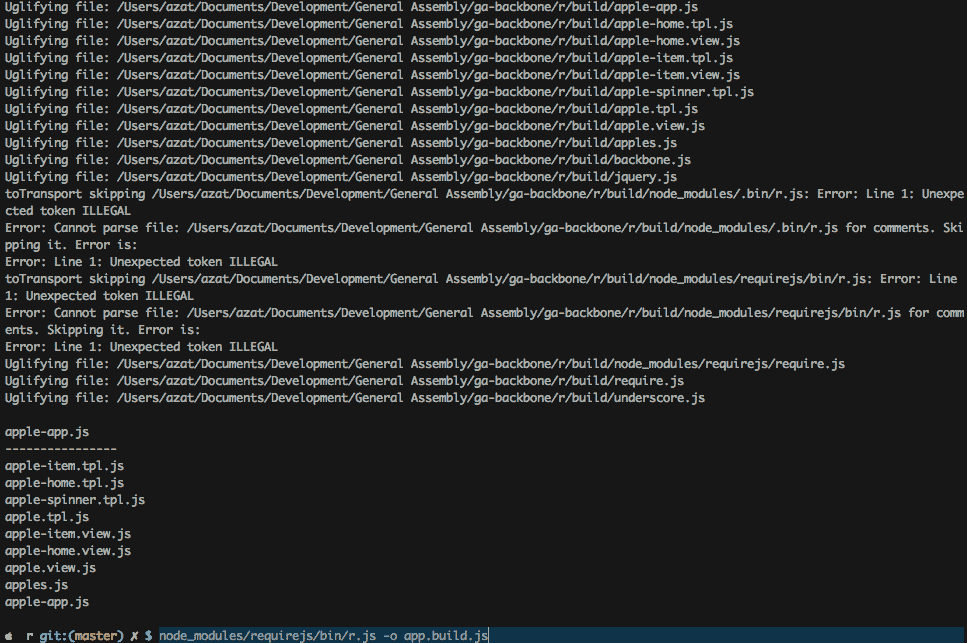 Uglifying file: /Users/azat/Documents/Development/General Assembly/ga-backbone/r/build/apple-app.js
Uglifying file: /Users/azat/Documents/Development/General Assembly/ga-backbone/r/build/apple-home.tpl.js
Uglifying file: /Users/azat/Documents/Development/General Assembly/ga-backbone/r/build/apple-home.view.js
Uglifying file: /Users/azat/Documents/Development/General Assembly/ga-backbone/r/build/apple-item.tpl.js
Uglifying file: /Users/azat/Documents/Development/General Assembly/ga-backbone/r/build/apple-item.view.js
Uglifying file: /Users/azat/Documents/Development/General Assembly/ga-backbone/r/build/apple-spinner.tpl.js
Uglifying file: /Users/azat/Documents/Development/General Assembly/ga-backbone/r/build/apple.tpl.js
Uglifying file: /Users/azat/Documents/Development/General Assembly/ga-backbone/r/build/apple.view.js
Uglifying file: /Users/azat/Documents/Development/General Assembly/ga-backbone/r/build/apples.js
Uglifying file: /Users/azat/Documents/Development/General Assembly/ga-backbone/r/build/backbone.js
Uglifying file: /Users/azat/Documents/Development/General Assembly/ga-backbone/r/build/jquery.js
toTransport skipping /Users/azat/Documents/Development/General Assembly/ga-backbone/r/build/node_modules/.bin/r.js: Error: Line 1: Unexpe
cted token ILLEGAL
Error: Cannot parse file: /Users/azat/Documents/Development/General Assembly/ga-backbone/r/build/node_modules/.bin/r.js for comments. Ski
pping it. Error is:
Error: Line 1: Unexpected token ILLEGAL
toTransport skipping /Users/azat/Documents/Development/General Assembly/ga-backbone/r/build/node_modules/requirejs/bin/r.js: Error: Line
1: Unexpected token ILLEGAL
Error: Cannot parse file: /Users/azat/Documents/Development/General Assembly/ga-backbone/r/build/node_modules/requirejs/bin/r.js for comm
ents. Skipping it. Error is:
Error: Line 1: Unexpected token ILLEGAL
Uglifying file: /Users/azat/Documents/Development/General Assembly/ga-backbone/r/build/node_modules/requirejs/require.js
Uglifying file: /Users/azat/Documents/Development/General Assembly/ga-backbone/r/build/require.js
Uglifying file: /Users/azat/Documents/Development/General Assembly/ga-backbone/r/build/underscore.js
apple-app.js
----------------
apple-item.tpl.js
apple-home.tpl.js
apple-spinner.tpl.js
apple.tpl.js
apple-item.view.js
apple-home.view.js
apple.view.js
apples.js
apple-app.js
r git:(master) ✗ $ node_modules/requirejs/bin/r.js -o app.build.js